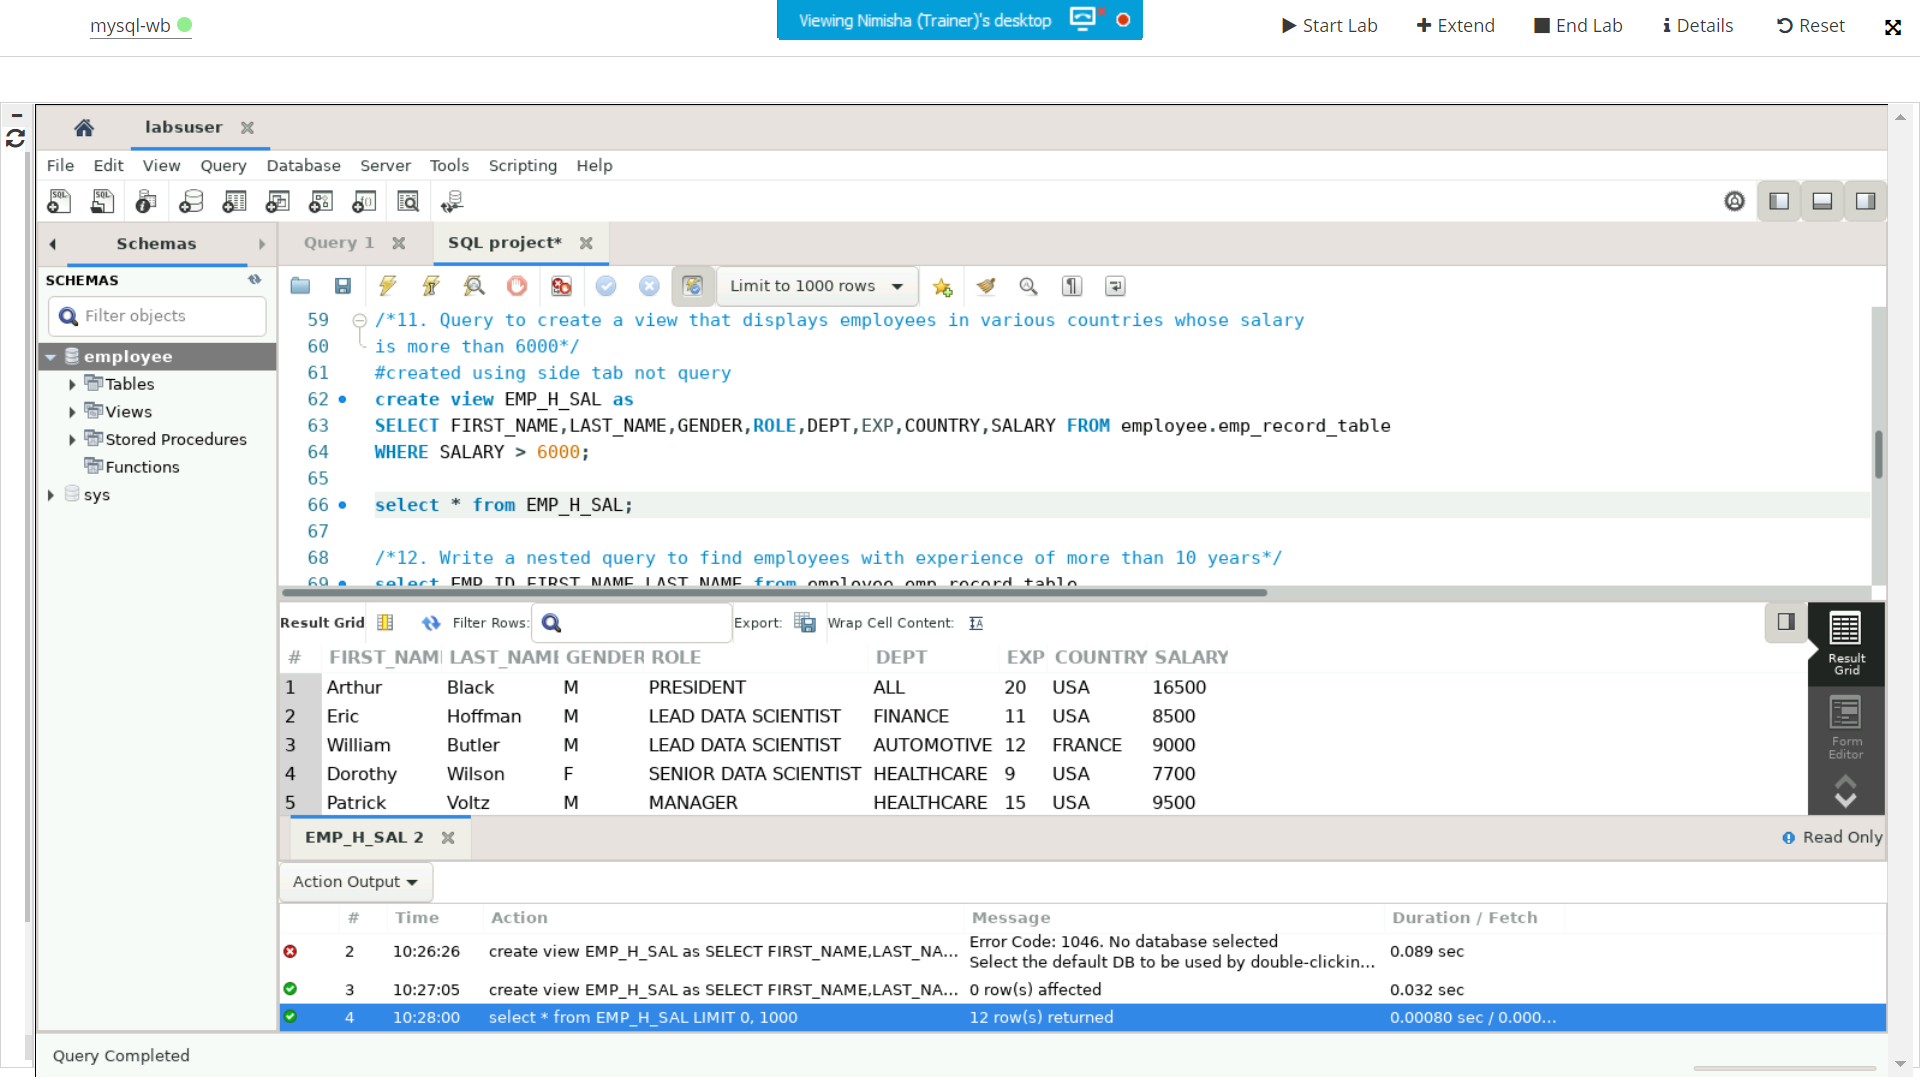 mysql-wb
Viewing Nimisha (Trainer)'s desktop
Start Lab
Extend
End Lab
Details
Reset
labsuser
File Edit View Query Database Server Tools Scripting Help
Schemas
Query 1
SQL project*
SCHEMAS
Filter objects
employee
Tables
Views
Stored Procedures
Functions
sys
Limit to 1000 rows
59 /*11. Query to create a view that displays employees in various countries whose salary
60 is more than 6000*/
61 #created using side tab not query
62 create view EMP_H_SAL as
63 SELECT FIRST_NAME,LAST_NAME,GENDER,ROLE,DEPT,EXP,COUNTRY,SALARY FROM employee.emp_record_table
64 WHERE SALARY > 6000;
65
66 select * from EMP_H_SAL;
67
68 /*12. Write a nested query to find employees with experience of more than 10 years*/
69 select EMP_ID,FIRST_NAME,LAST_NAME from employee.emp_record_table
Result Grid Filter Rows: Export: Wrap Cell Content:
# FIRST_NAME LAST_NAME GENDER ROLE DEPT EXP COUNTRY SALARY
1 Arthur Black M PRESIDENT ALL 20 USA 16500
2 Eric Hoffman M LEAD DATA SCIENTIST FINANCE 11 USA 8500
3 William Butler M LEAD DATA SCIENTIST AUTOMOTIVE 12 FRANCE 9000
4 Dorothy Wilson F SENIOR DATA SCIENTIST HEALTHCARE 9 USA 7700
5 Patrick Voltz M MANAGER HEALTHCARE 15 USA 9500
Result
Grid
Form
Editor
EMP_H_SAL 2
Read Only
Action Output
# Time Action Message Duration / Fetch
2 10:26:26 create view EMP_H_SAL as SELECT FIRST_NAME,LAST_NA... Error Code: 1046. No database selected 0.089 sec
Select the default DB to be used by double-clickin...
3 10:27:05 create view EMP_H_SAL as SELECT FIRST_NAME,LAST_NA... 0 row(s) affected 0.032 sec
4 10:28:00 select * from EMP_H_SAL LIMIT 0, 1000 12 row(s) returned 0.00080 sec / 0.000...
Query Completed